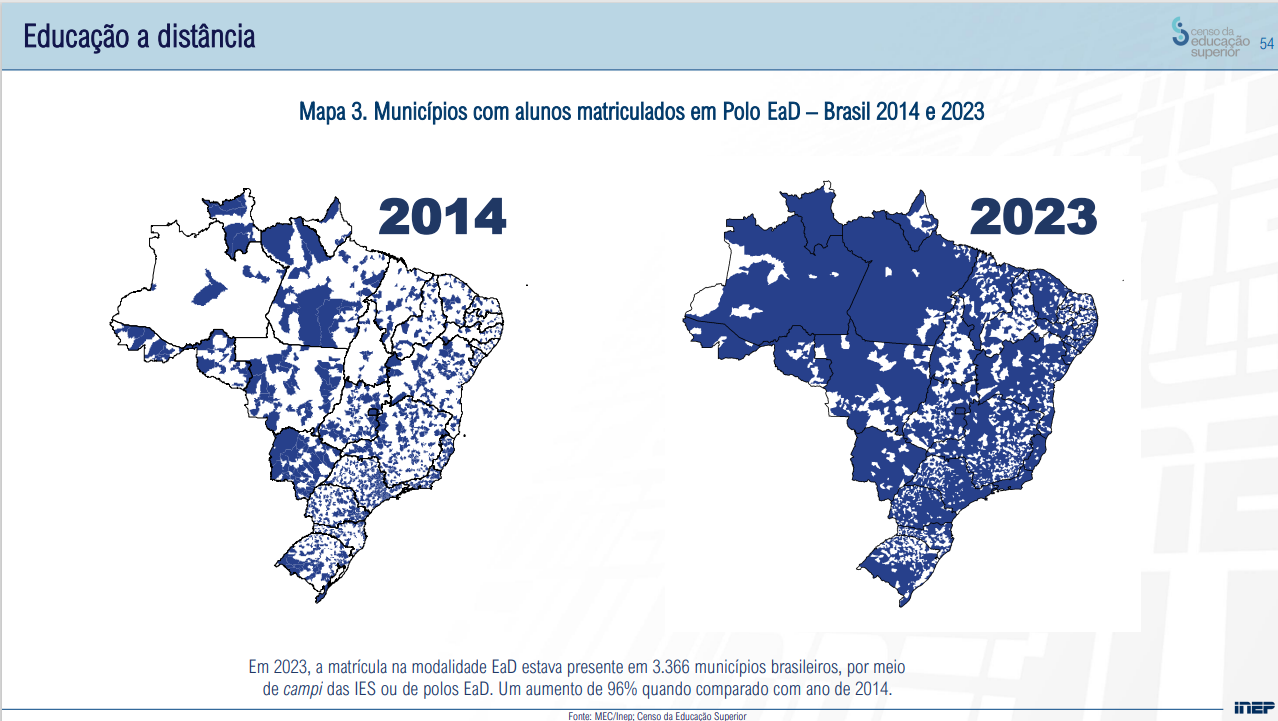 Educação a distância
censo da
educação
superior
54
Mapa 3. Municípios com alunos matriculados em Polo EaD – Brasil 2014 e 2023
2014
2023
Em 2023, a matrícula na modalidade EaD estava presente em 3.366 municípios brasileiros, por meio
de campi das IES ou de polos EaD. Um aumento de 96% quando comparado com ano de 2014.
Fonte: MEC/Inep; Censo da Educação Superior
INEP